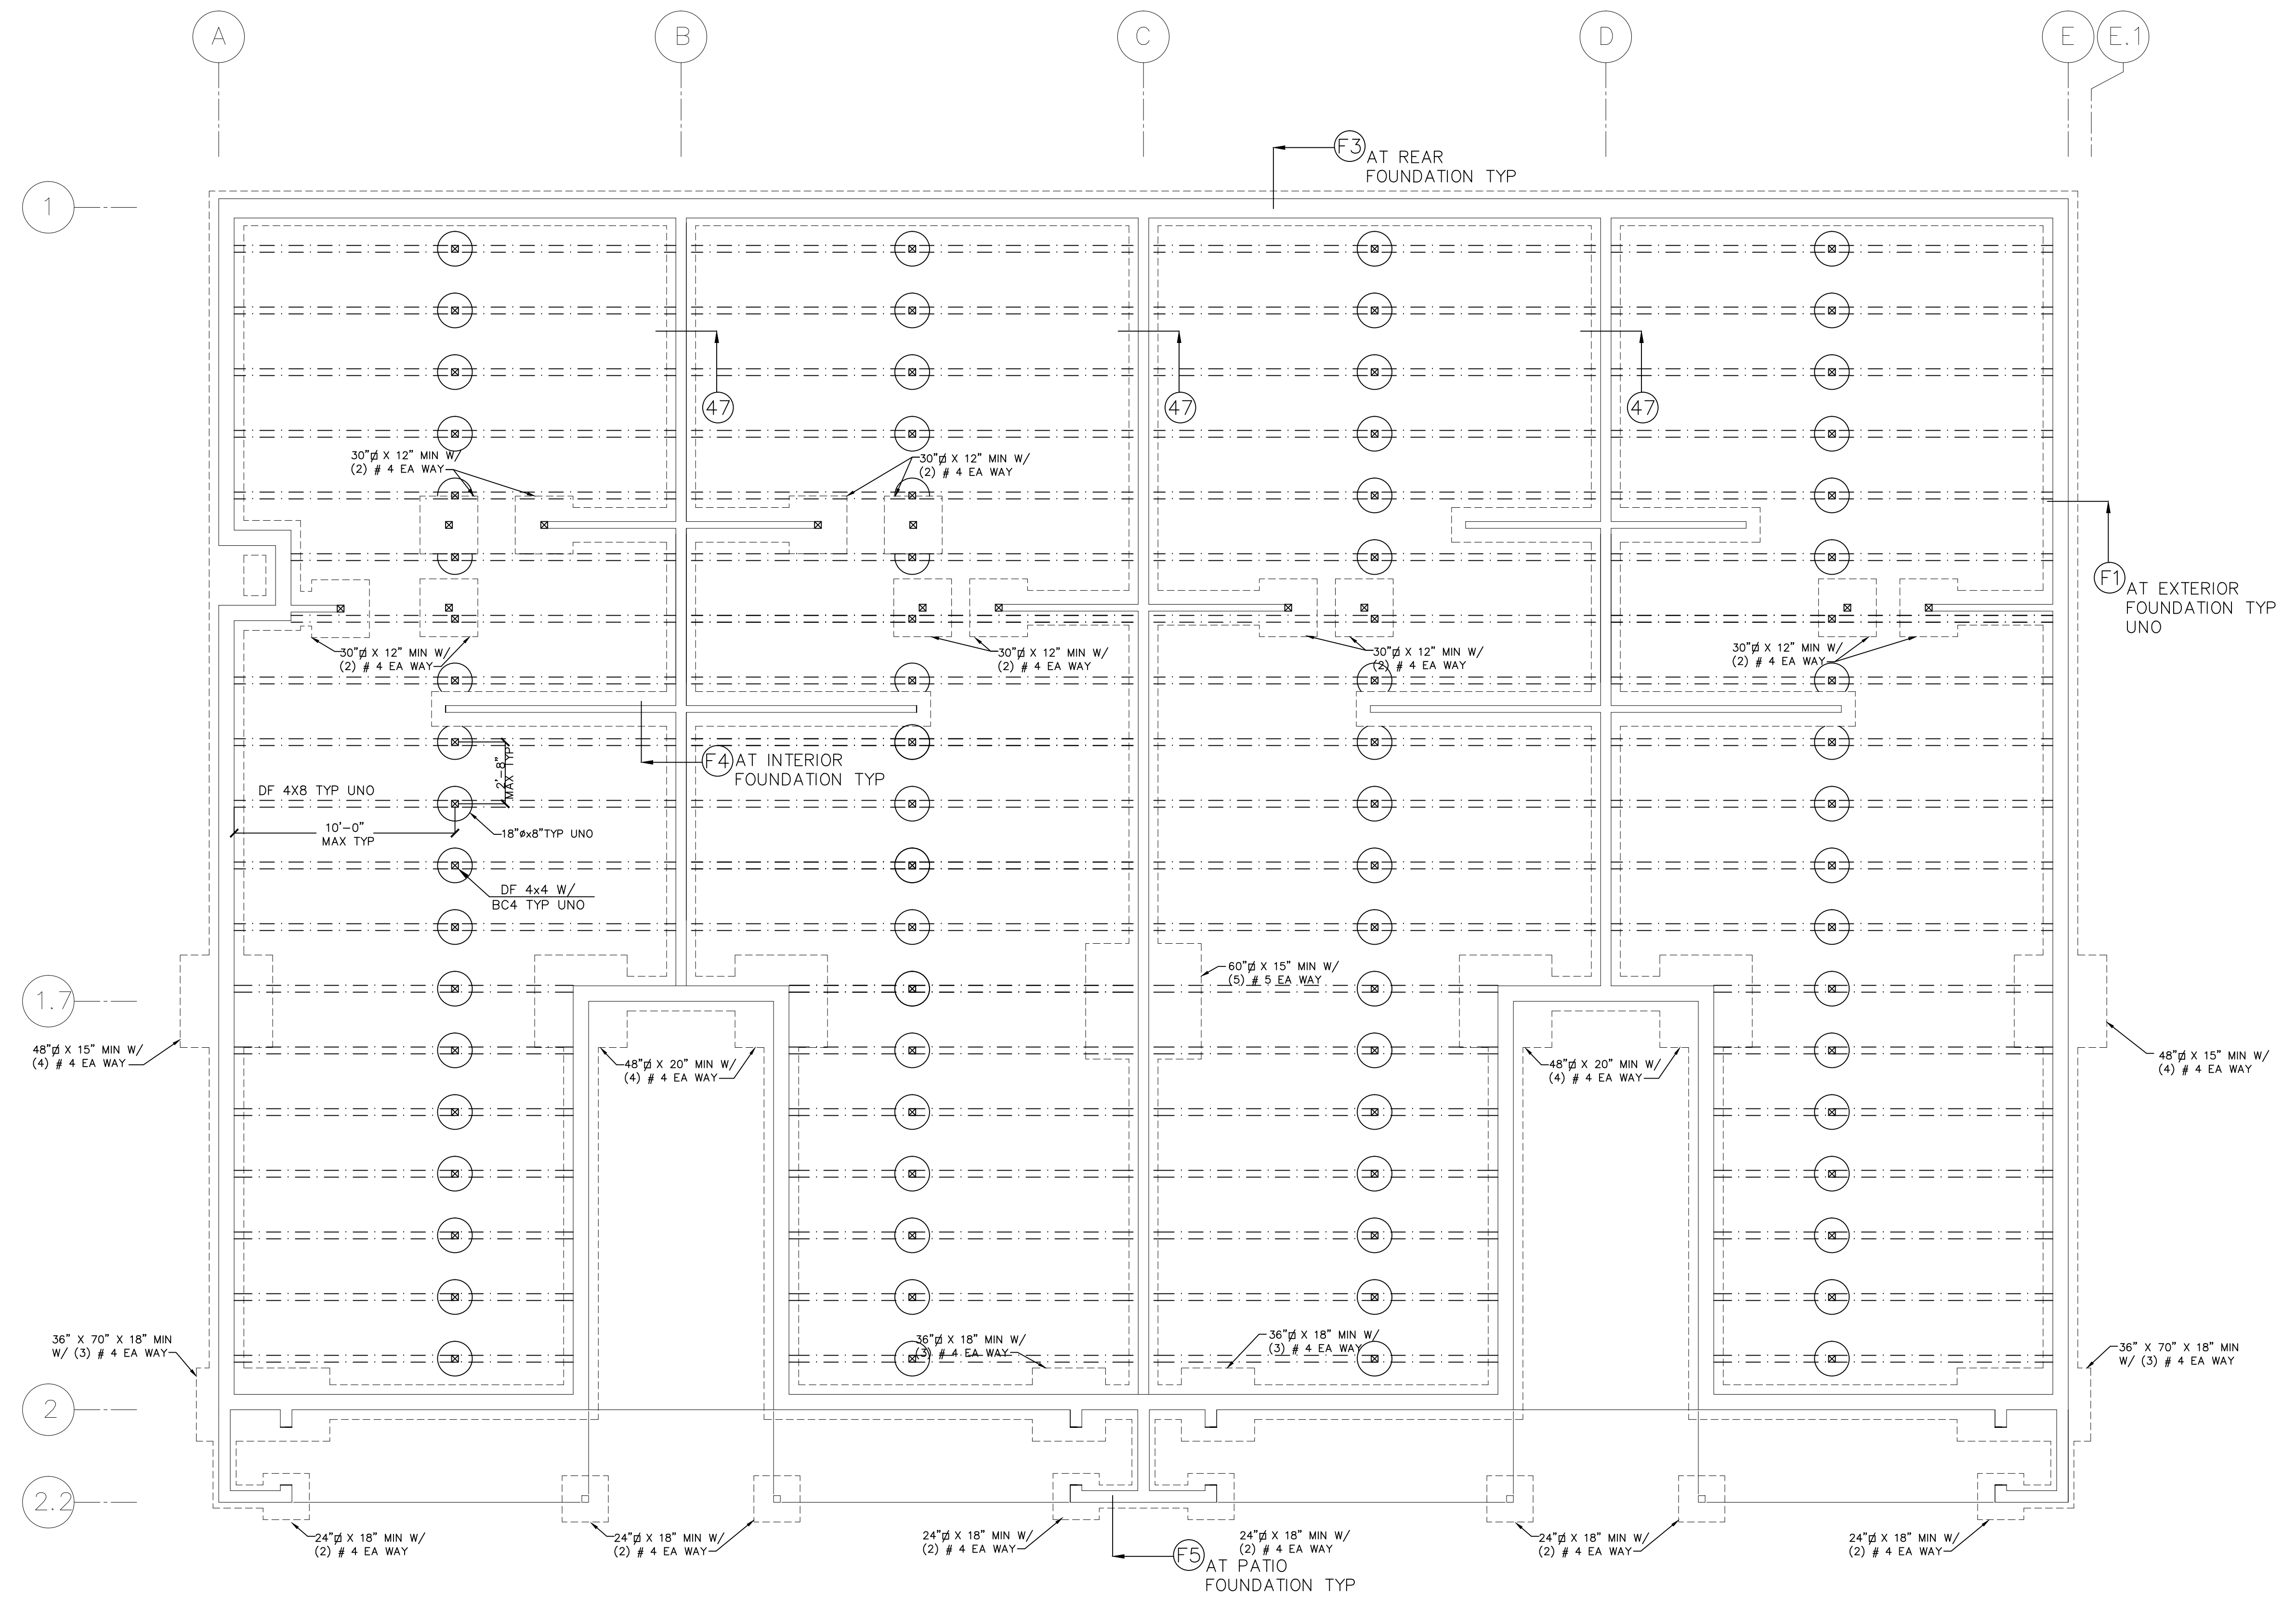 A
B
C
D
E
E.1
F3
AT REAR
FOUNDATION TYP
1
47
47
47
30"⌀ X 12" MIN W/
(2) # 4 EA WAY
30"⌀ X 12" MIN W/
(2) # 4 EA WAY
F1
AT EXTERIOR
FOUNDATION TYP
UNO
30"⌀ X 12" MIN W/
(2) # 4 EA WAY
30"⌀ X 12" MIN W/
(2) # 4 EA WAY
30"⌀ X 12" MIN W/
(2) # 4 EA WAY
30"⌀ X 12" MIN W/
(2) # 4 EA WAY
F4
AT INTERIOR
FOUNDATION TYP
2'-8"
MAX TYP
DF 4X8 TYP UNO
10'-0"
MAX TYP
18"⌀x8"TYP UNO
DF 4x4 W/
BC4 TYP UNO
60"⌀ X 15" MIN W/
(5) # 5 EA WAY
1.7
48"⌀ X 15" MIN W/
(4) # 4 EA WAY
48"⌀ X 20" MIN W/
(4) # 4 EA WAY
48"⌀ X 20" MIN W/
(4) # 4 EA WAY
48"⌀ X 15" MIN W/
(4) # 4 EA WAY
36" X 70" X 18" MIN
W/ (3) # 4 EA WAY
36"⌀ X 18" MIN W/
(3) # 4 EA WAY
36"⌀ X 18" MIN W/
(3) # 4 EA WAY
36" X 70" X 18" MIN
W/ (3) # 4 EA WAY
2
2.2
24"⌀ X 18" MIN W/
(2) # 4 EA WAY
24"⌀ X 18" MIN W/
(2) # 4 EA WAY
24"⌀ X 18" MIN W/
(2) # 4 EA WAY
24"⌀ X 18" MIN W/
(2) # 4 EA WAY
24"⌀ X 18" MIN W/
(2) # 4 EA WAY
24"⌀ X 18" MIN W/
(2) # 4 EA WAY
F5
AT PATIO
FOUNDATION TYP